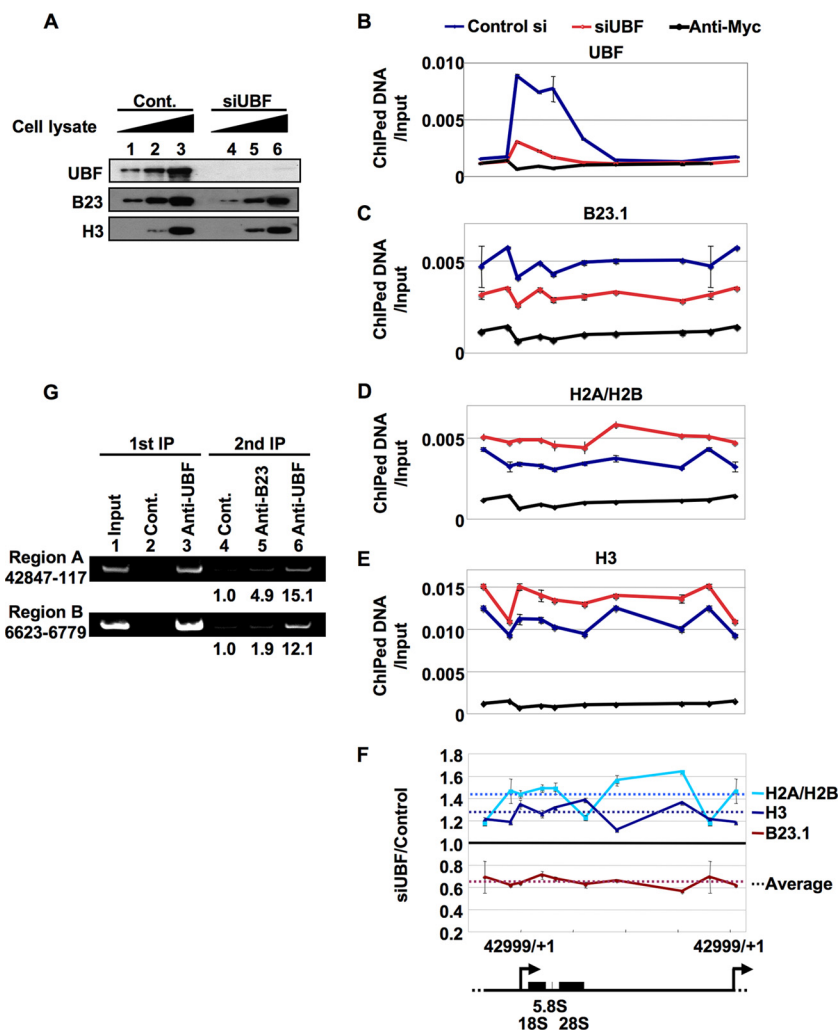 A
Cont. siUBF
Cell lysate
1 2 3 4 5 6
UBF
B23
H3
B
Control si siUBF Anti-Myc
UBF
ChIPed DNA
/Input
0.010
0.005
0
C
B23.1
ChIPed DNA
/Input
0.005
0
D
H2A/H2B
ChIPed DNA
/Input
0.005
0
E
H3
ChIPed DNA
/Input
0.015
0.010
0.005
0
F
siUBF/Control
1.8
1.6
1.4
1.2
1.0
0.8
0.6
0.4
0.2
H2A/H2B
H3
B23.1
Average
42999/+1 42999/+1
5.8S
18S 28S
G
1st IP 2nd IP
Input Cont. Anti-UBF Cont. Anti-B23 Anti-UBF
1 2 3 4 5 6
Region A
42847-117
1.0 4.9 15.1
Region B
6623-6779
1.0 1.9 12.1